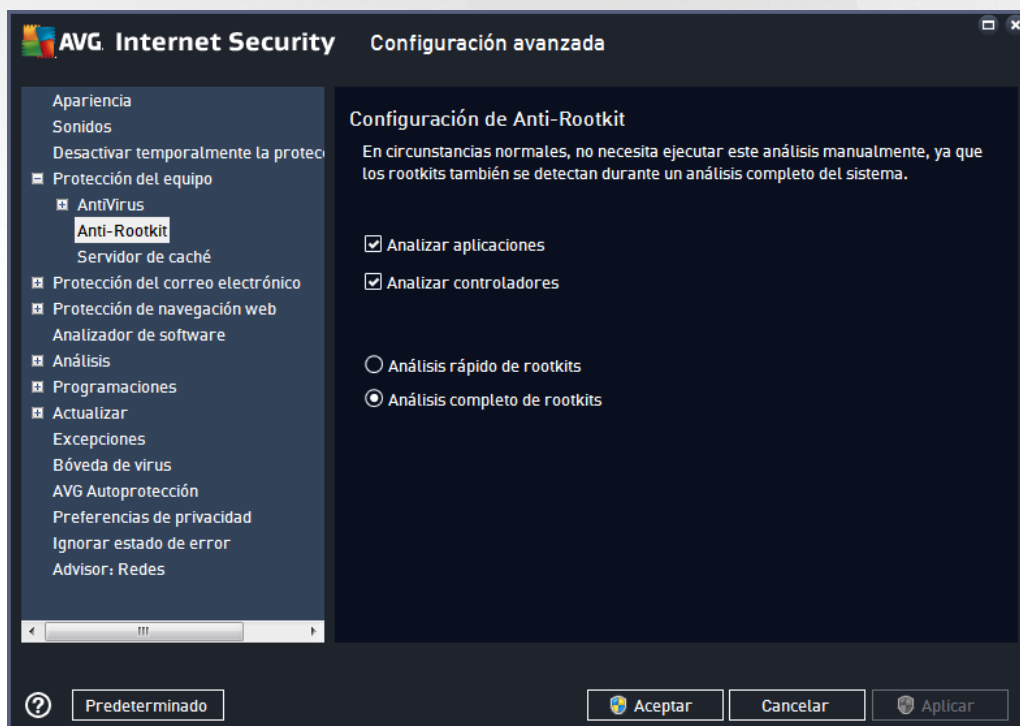 AVG. Internet Security Configuración avanzada
Apariencia
Sonidos
Desactivar temporalmente la protec
Protección del equipo
AntiVirus
Anti-Rootkit
Servidor de caché
Protección del correo electrónico
Protección de navegación web
Analizador de software
Análisis
Programaciones
Actualizar
Excepciones
Bóveda de virus
AVG Autoprotección
Preferencias de privacidad
Ignorar estado de error
Advisor: Redes
Configuración de Anti-Rootkit
En circunstancias normales, no necesita ejecutar este análisis manualmente, ya que
los rootkits también se detectan durante un análisis completo del sistema.
Analizar aplicaciones
Analizar controladores
Análisis rápido de rootkits
Análisis completo de rootkits
Predeterminado
Aceptar
Cancelar
Aplicar